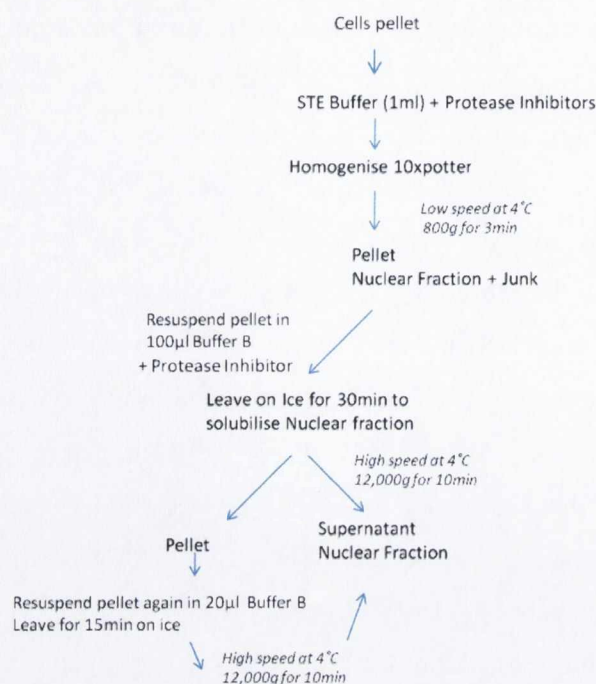 Cells pellet
STE Buffer (1ml) + Protease Inhibitors
Homogenise 10xpotter
Low speed at 4˚C
800g for 3min
Pellet
Nuclear Fraction + Junk
Resuspend pellet in
100µl Buffer B
+ Protease Inhibitor
Leave on Ice for 30min to
solubilise Nuclear fraction
High speed at 4˚C
12,000g for 10min
Pellet
Supernatant
Nuclear Fraction
Resuspend pellet again in 20µl Buffer B
Leave for 15min on ice
High speed at 4˚C
12,000g for 10min